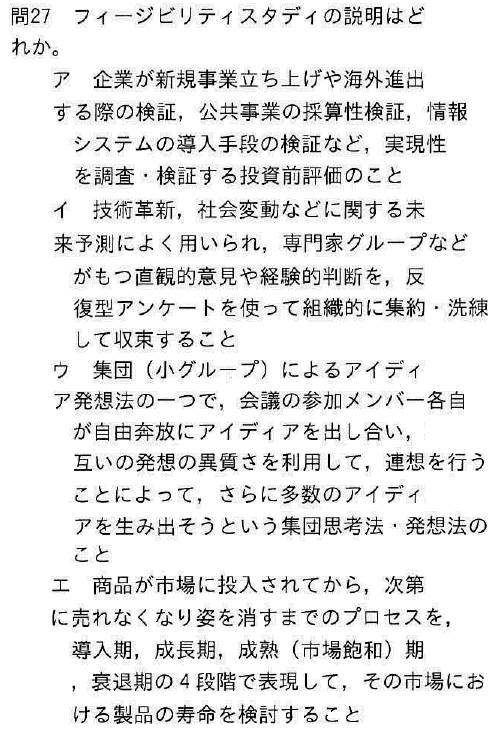 問27　フィージビリティスタディの説明はど
れか。
ア　企業が新規事業立ち上げや海外進出
する際の検証，公共事業の採算性検証，情報
システムの導入手段の検証など，実現性
を調査・検証する投資前評価のこと
イ　技術革新，社会変動などに関する未
来予測によく用いられ，専門家グループなど
がもつ直観的意見や経験的判断を，反
復型アンケートを使って組織的に集約・洗練
して収束すること
ウ　集団（小グループ）によるアイディ
ア発想法の一つで，会議の参加メンバー各自
が自由奔放にアイディアを出し合い，
互いの発想の異質さを利用して，連想を行う
ことによって，さらに多数のアイディ
アを生み出そうという集団思考法・発想法の
こと
エ　商品が市場に投入されてから，次第
に売れなくなり姿を消すまでのプロセスを，
導入期，成長期，成熟（市場飽和）期
，衰退期の４段階で表現して，その市場にお
ける製品の寿命を検討すること